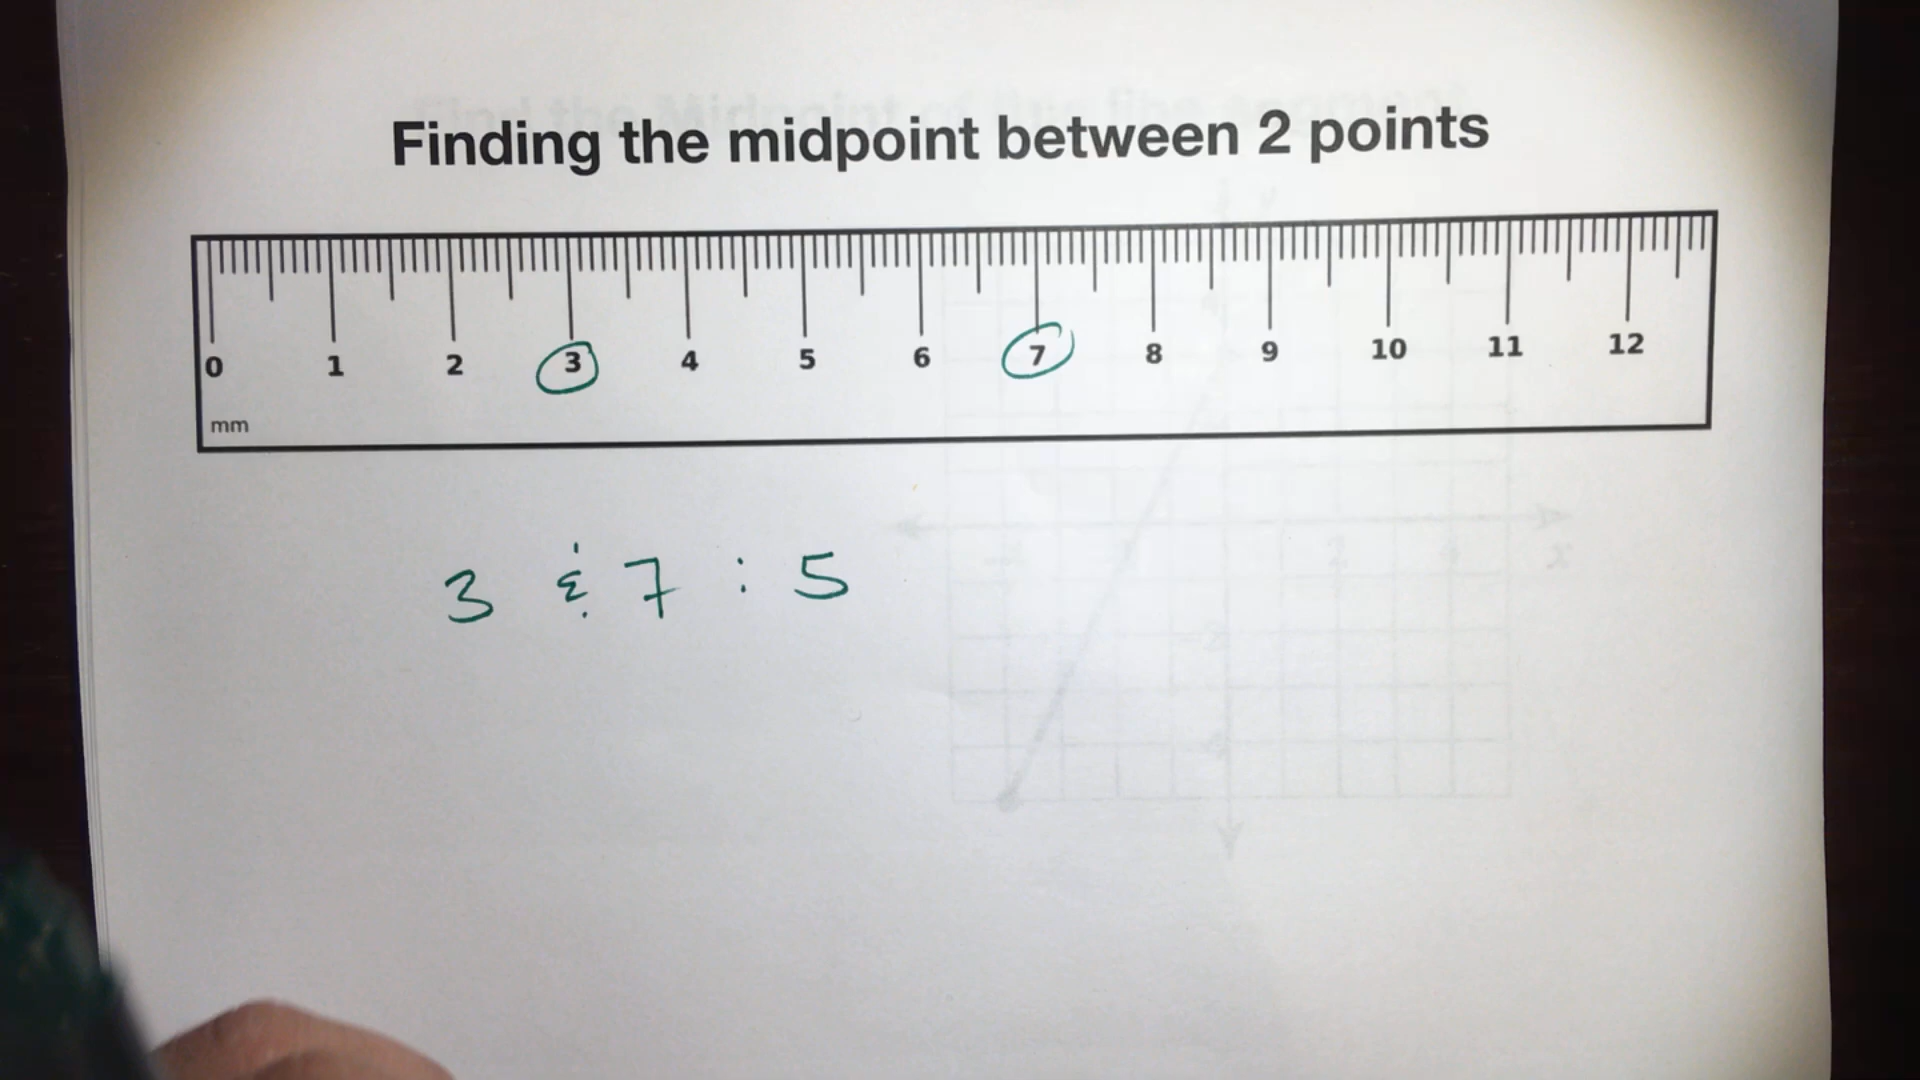 Finding the midpoint between 2 points
0 1 2 3 4 5 6 7 8 9 10 11 12
mm
3 & 7 : 5